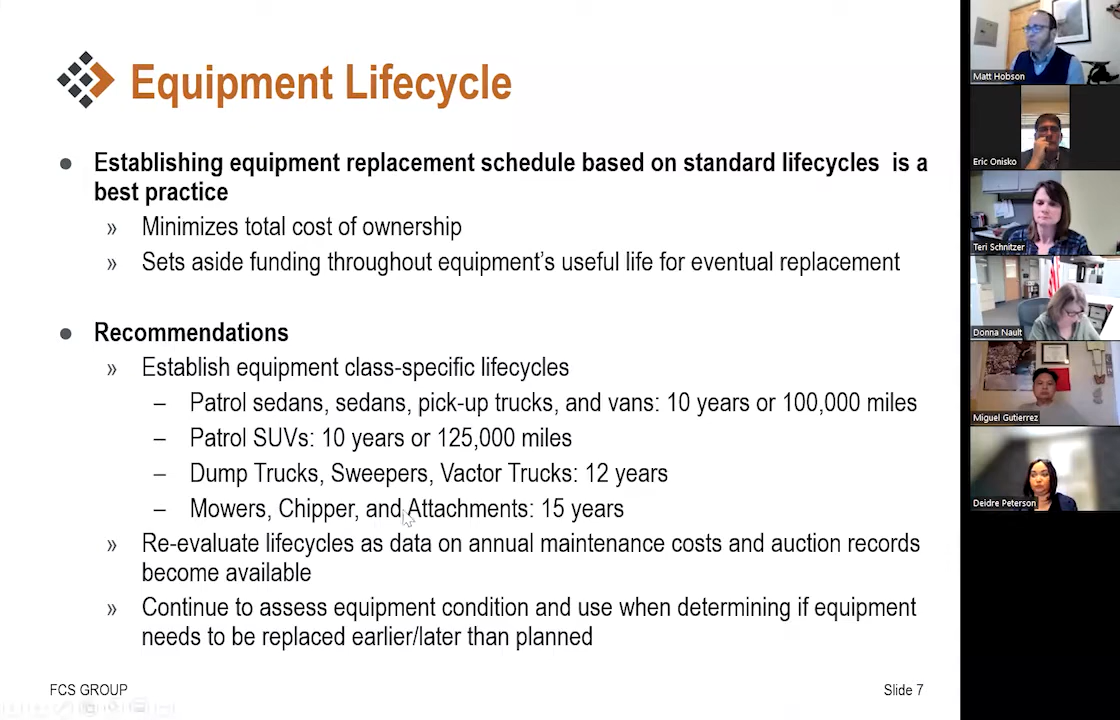 Equipment Lifecycle
● Establishing equipment replacement schedule based on standard lifecycles is a
best practice
» Minimizes total cost of ownership
» Sets aside funding throughout equipment's useful life for eventual replacement
● Recommendations
» Establish equipment class-specific lifecycles
– Patrol sedans, sedans, pick-up trucks, and vans: 10 years or 100,000 miles
– Patrol SUVs: 10 years or 125,000 miles
– Dump Trucks, Sweepers, Vactor Trucks: 12 years
– Mowers, Chipper, and Attachments: 15 years
» Re-evaluate lifecycles as data on annual maintenance costs and auction records
become available
» Continue to assess equipment condition and use when determining if equipment
needs to be replaced earlier/later than planned
FCS GROUP
Slide 7
Matt Hobson
Eric Onisko
Teri Schnitzer
Donna Nault
Miguel Gutierrez
Deidre Peterson